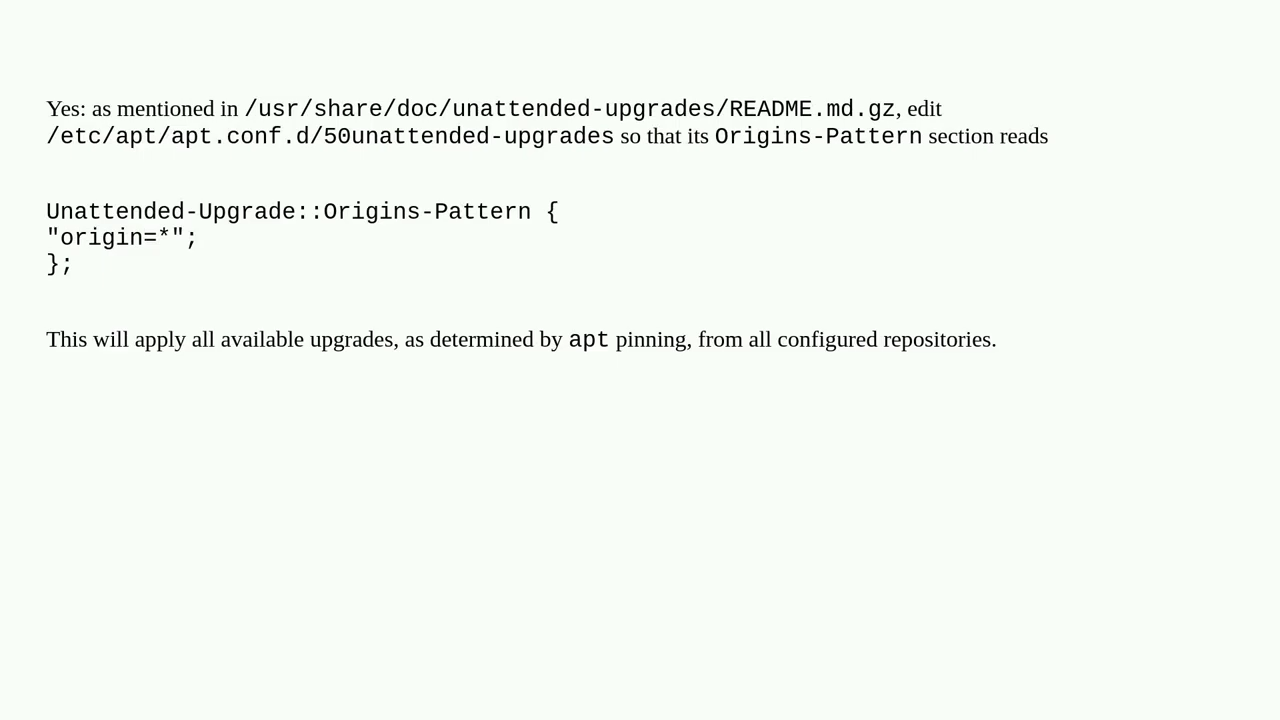 Yes: as mentioned in /usr/share/doc/unattended-upgrades/README.md.gz, edit
/etc/apt/apt.conf.d/50unattended-upgrades so that its Origins-Pattern section reads
Unattended-Upgrade::Origins-Pattern {
"origin=*";
};
This will apply all available upgrades, as determined by apt pinning, from all configured repositories.